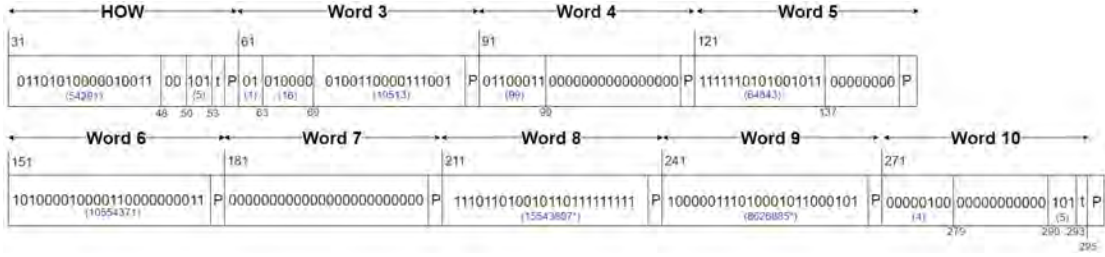 HOW Word 3 Word 4 Word 5
31 61 91 121
01101010000010011 00 101 t P 01 010000 0100110000111001 P 01100011 0000000000000000 P 1111110101001011 00000000 P
(54291) (5) (1) (16) (19513) (99) (64843)
48 50 53 63 69 99 137
Word 6 Word 7 Word 8 Word 9 Word 10
151 181 211 241 271
101000010000110000000011 P 000000000000000000000000 P 111011010010110111111111 P 100000111010001011000101 P 00000100 00000000000 101 t P
(10554371) (15543807*) (8626885*) (4) (5)
279 290 293 295